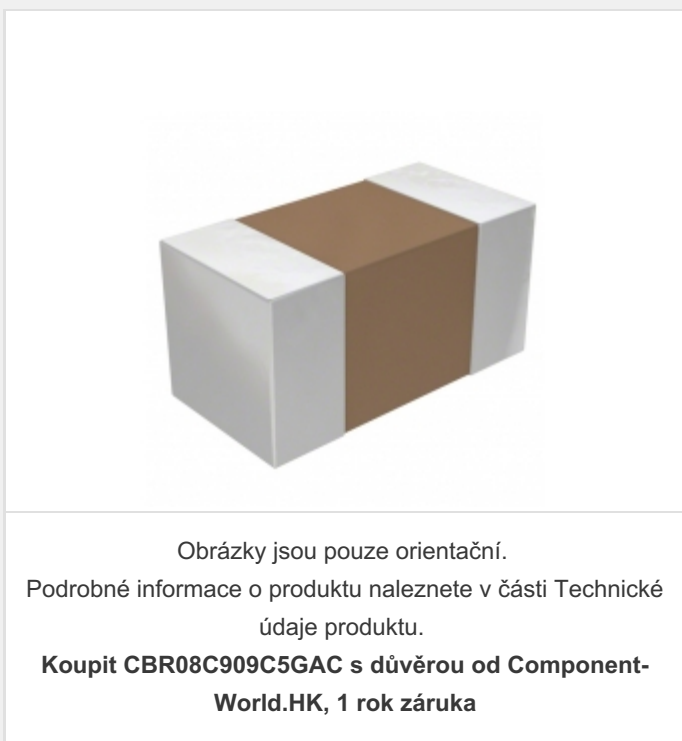 Obrázky jsou pouze orientační.
Podrobné informace o produktu naleznete v části Technické
údaje produktu.
Koupit CBR08C909C5GAC s důvěrou od Component-
World.HK, 1 rok záruka